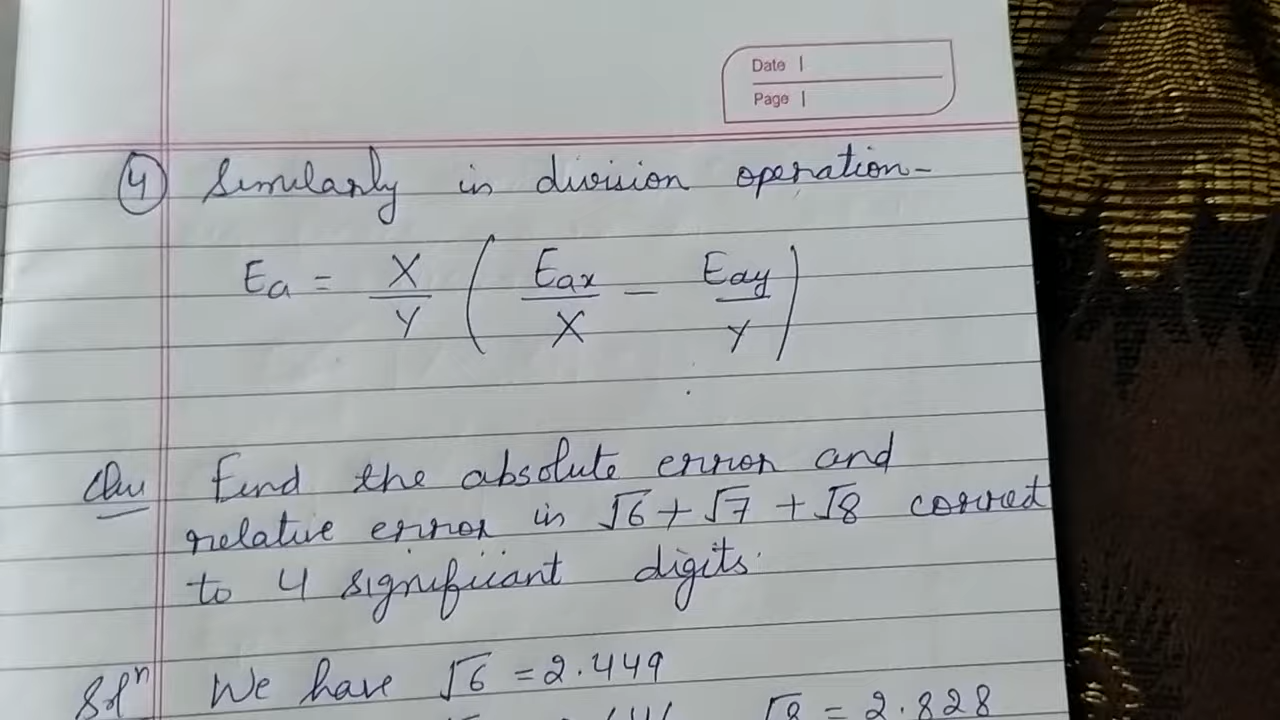 Date
Page
④ Similarly in division operation-
Ea = X/Y ( Eax/X - Eay/Y )
Qu Find the absolute error and
relative error in √6 + √7 + √8 correct
to 4 significant digits.
Solⁿ We have √6 = 2.449
√8 = 2.828